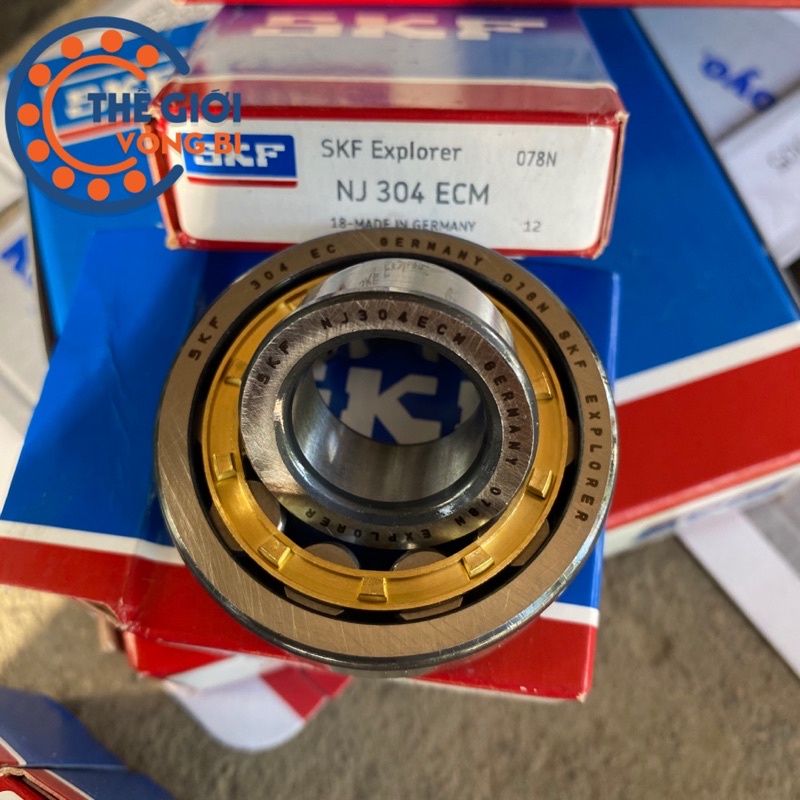 SKF
THẾ GIỚI
VÒNG BI
SKF
SKF Explorer 078N
NJ 304 ECM
18-MADE IN GERMANY 12
SKF 304 EC GERMANY 078N SKF EXPLORER
SKF NJ304ECM GERMANY 078N EXPLORER
SKF